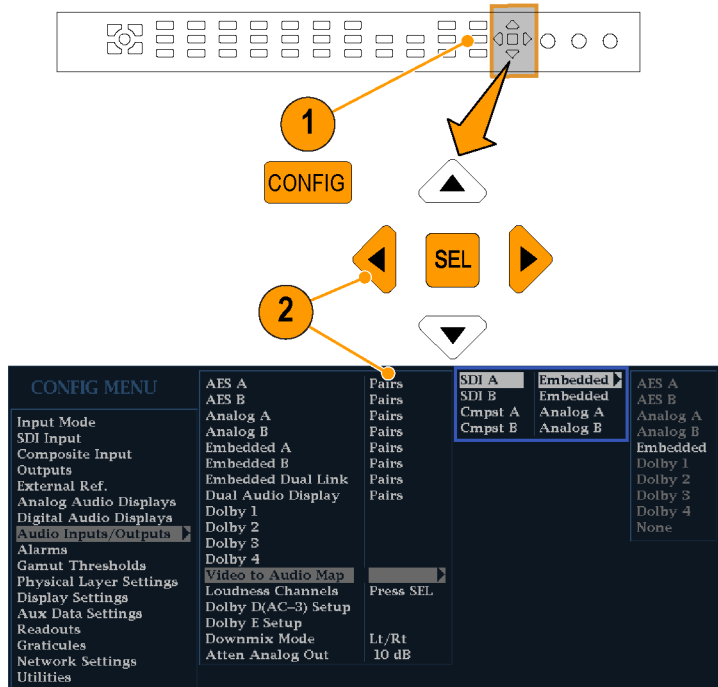 1
CONFIG
SEL
2
CONFIG MENU
Input Mode
SDI Input
Composite Input
Outputs
External Ref.
Analog Audio Displays
Digital Audio Displays
Audio Inputs/Outputs
Alarms
Gamut Thresholds
Physical Layer Settings
Display Settings
Aux Data Settings
Readouts
Graticules
Network Settings
Utilities
AES A Pairs
AES B Pairs
Analog A Pairs
Analog B Pairs
Embedded A Pairs
Embedded B Pairs
Embedded Dual Link Pairs
Dual Audio Display Pairs
Dolby 1
Dolby 2
Dolby 3
Dolby 4
Video to Audio Map
Loudness Channels Press SEL
Dolby D(AC-3) Setup
Dolby E Setup
Downmix Mode Lt/Rt
Atten Analog Out 10 dB
SDI A Embedded
SDI B Embedded
Cmpst A Analog A
Cmpst B Analog B
AES A
AES B
Analog A
Analog B
Embedded
Dolby 1
Dolby 2
Dolby 3
Dolby 4
None